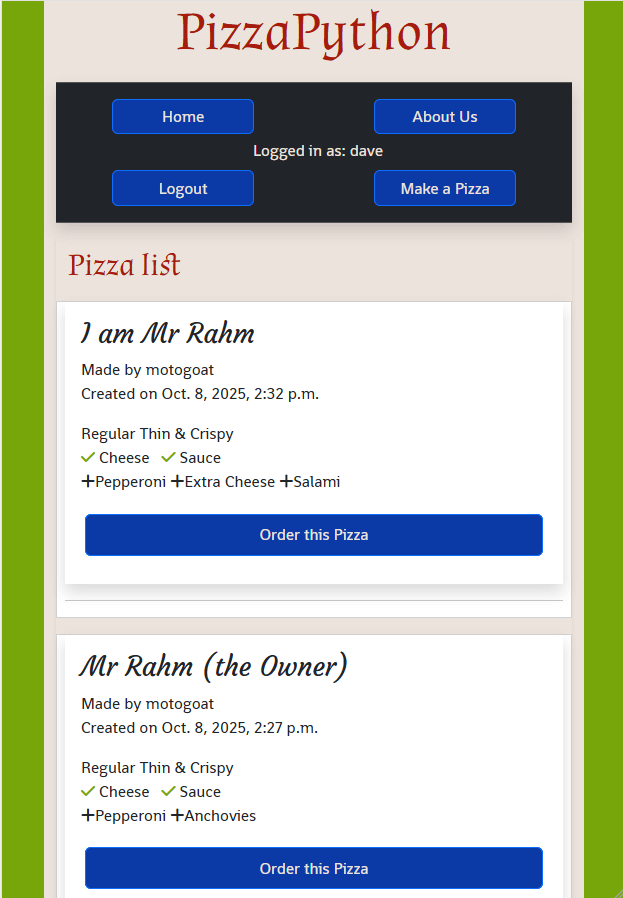 PizzaPython
Home About Us
Logged in as: dave
Logout Make a Pizza
Pizza list
I am Mr Rahm
Made by motogoat
Created on Oct. 8, 2025, 2:32 p.m.
Regular Thin & Crispy
Cheese Sauce
+Pepperoni +Extra Cheese +Salami
Order this Pizza
Mr Rahm (the Owner)
Made by motogoat
Created on Oct. 8, 2025, 2:27 p.m.
Regular Thin & Crispy
Cheese Sauce
+Pepperoni +Anchovies
Order this Pizza